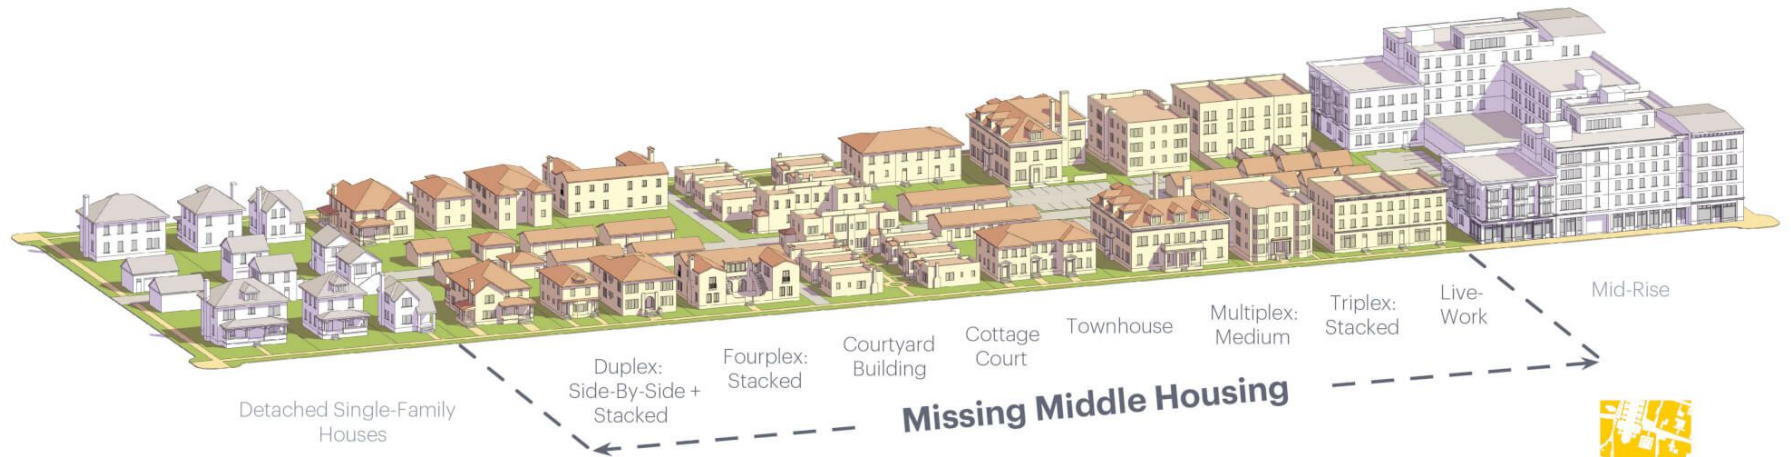 Detached Single-Family
Houses
Duplex:
Side-By-Side +
Stacked
Fourplex:
Stacked
Courtyard
Building
Cottage
Court
Townhouse
Multiplex:
Medium
Triplex:
Stacked
Live-
Work
Mid-Rise
Missing Middle Housing